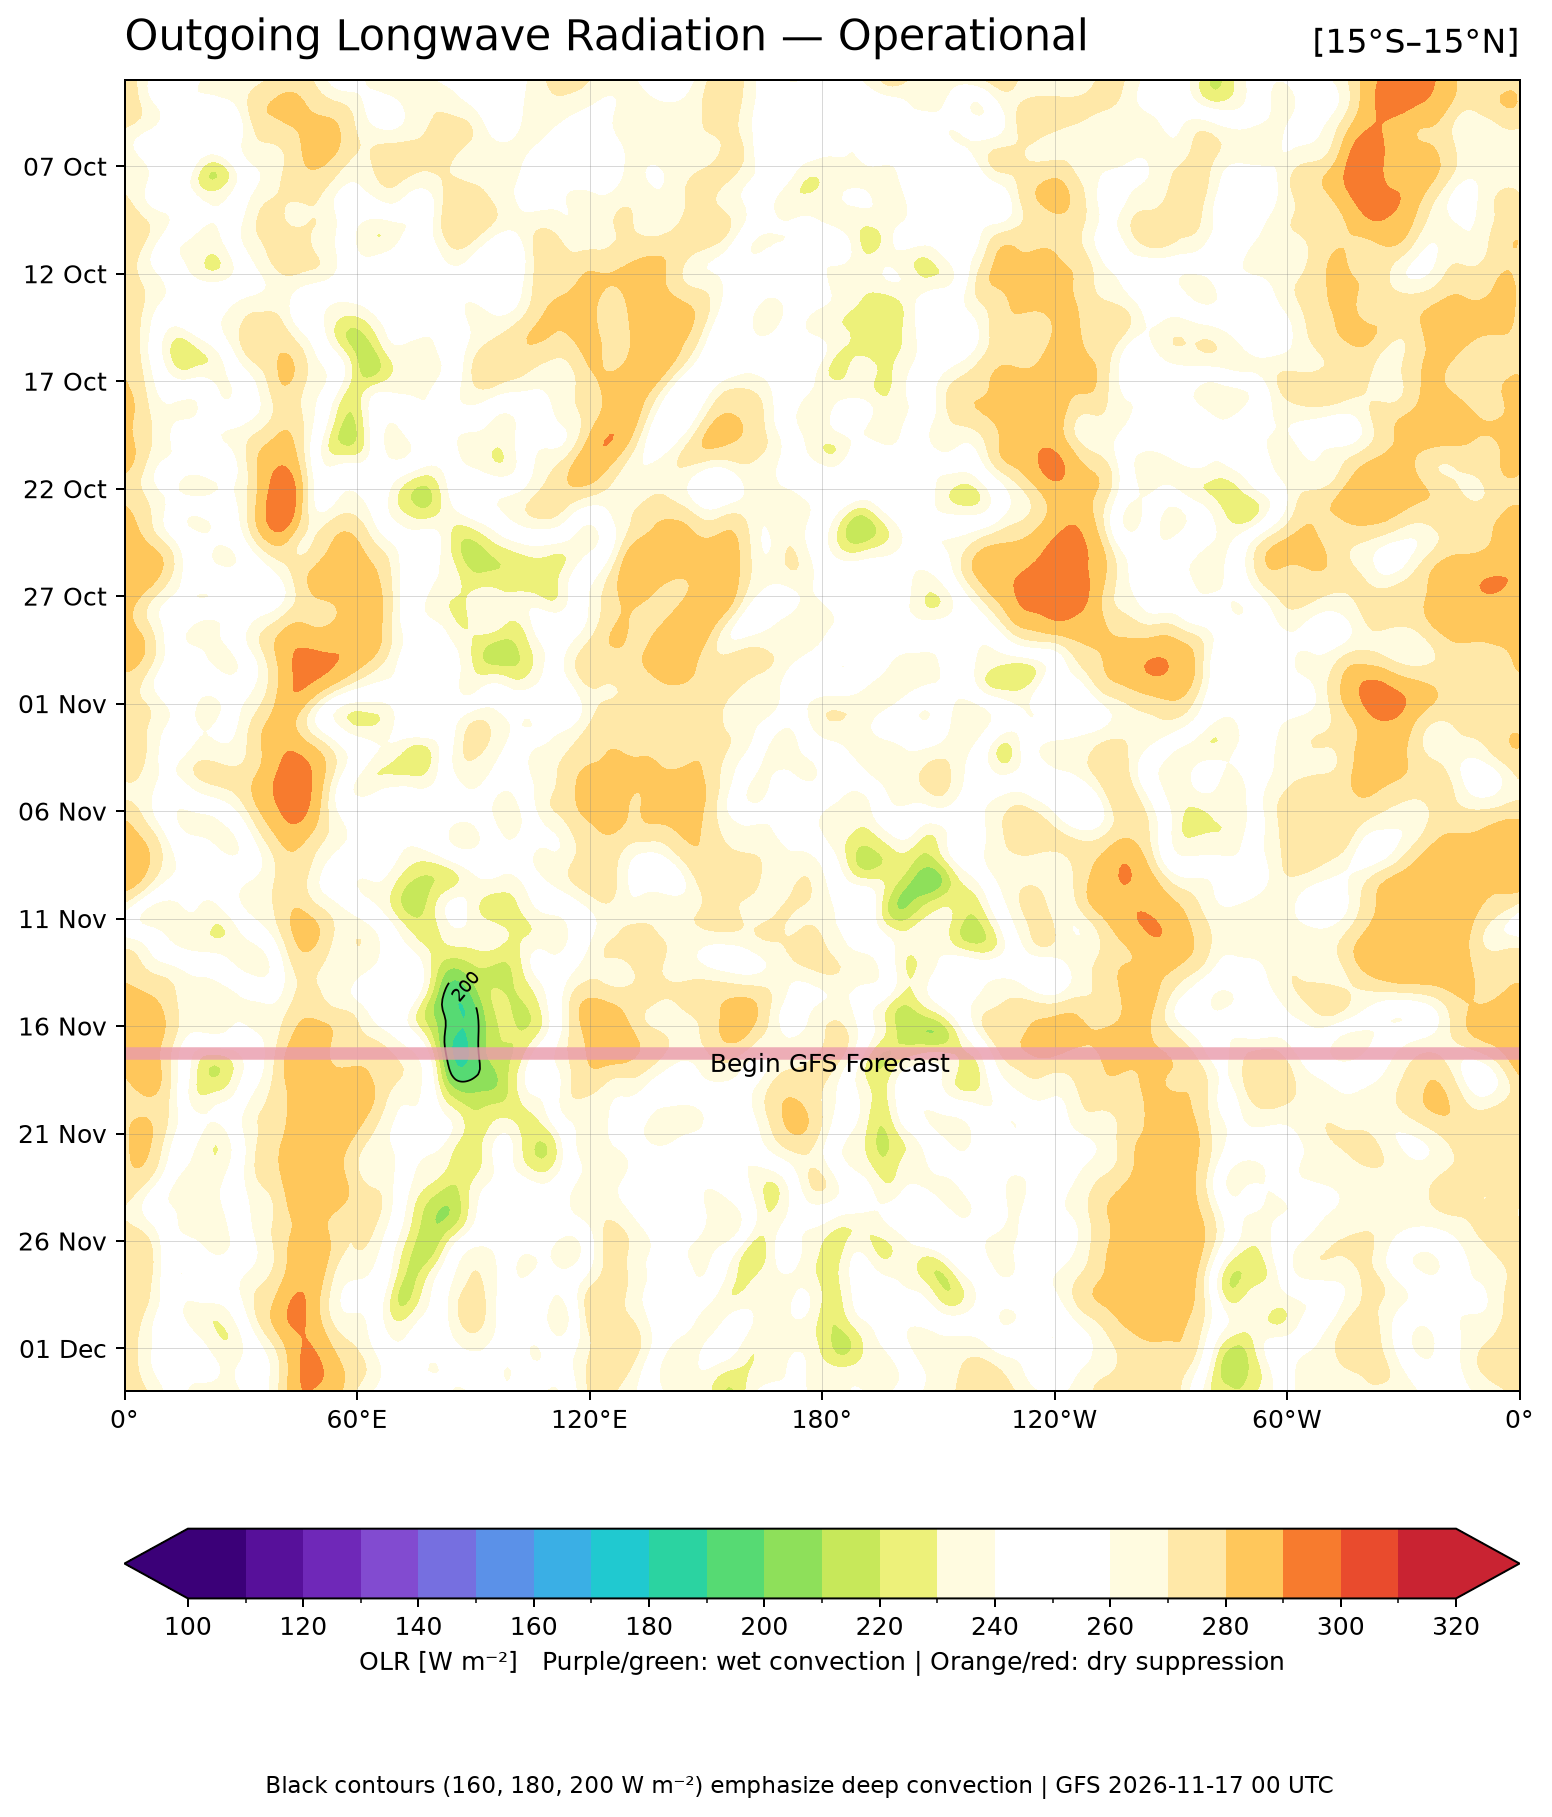 Outgoing Longwave Radiation — Operational [15°S–15°N]
07 Oct
12 Oct
17 Oct
22 Oct
27 Oct
01 Nov
06 Nov
11 Nov
200
16 Nov
Begin GFS Forecast
21 Nov
26 Nov
01 Dec
0° 60°E 120°E 180° 120°W 60°W 0°
100 120 140 160 180 200 220 240 260 280 300 320
OLR [W m⁻²] Purple/green: wet convection | Orange/red: dry suppression
Black contours (160, 180, 200 W m⁻²) emphasize deep convection | GFS 2026-11-17 00 UTC